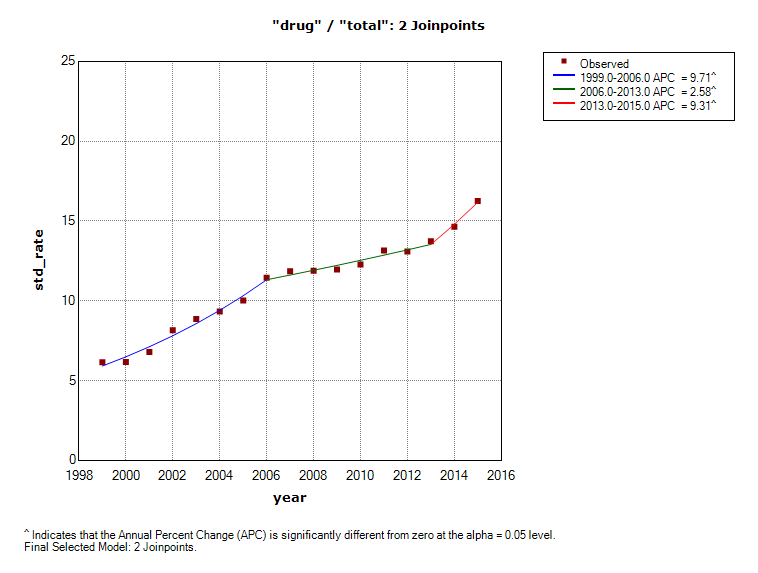 "drug" / "total": 2 Joinpoints
Observed
1999.0-2006.0 APC = 9.71^
2006.0-2013.0 APC = 2.58^
2013.0-2015.0 APC = 9.31^
25
20
15
10
5
0
std_rate
1998 2000 2002 2004 2006 2008 2010 2012 2014 2016
year
^ Indicates that the Annual Percent Change (APC) is significantly different from zero at the alpha = 0.05 level.
Final Selected Model: 2 Joinpoints.